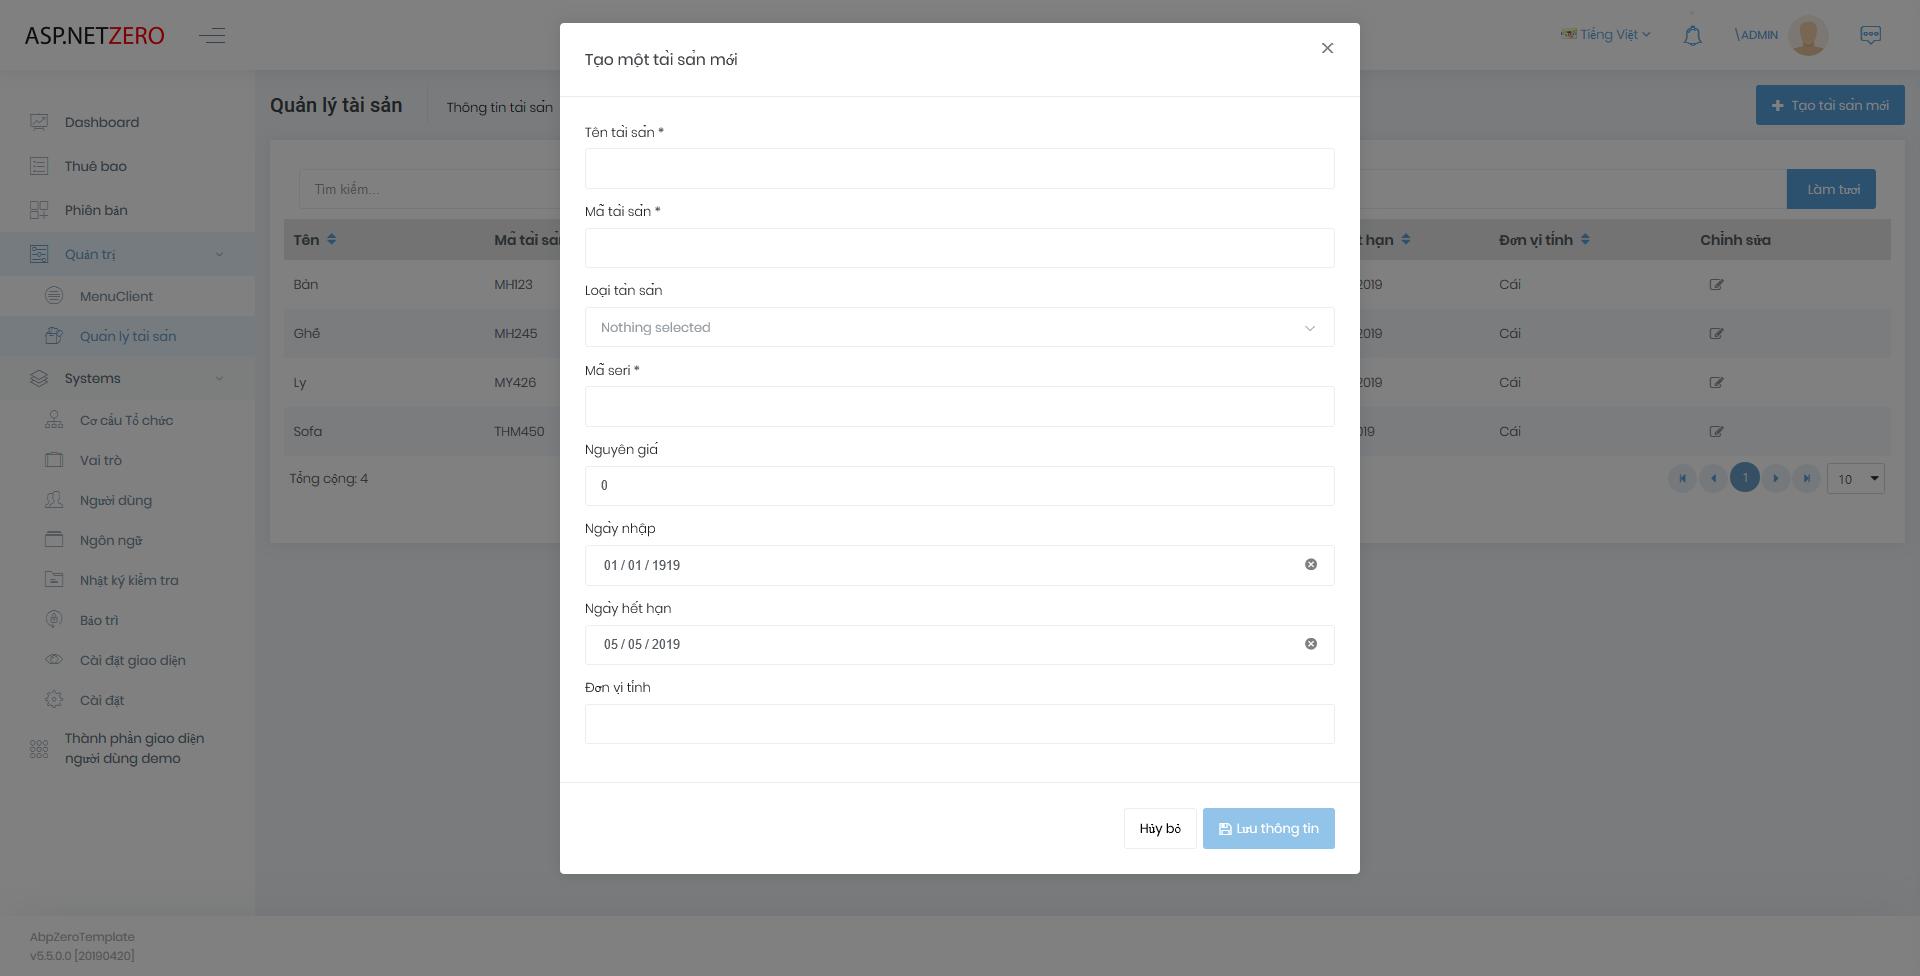 ASP.NETZERO
Tiếng Việt
\ADMIN
Dashboard
Thuê bao
Phiên bản
Quản trị
MenuClient
Quản lý tài sản
Systems
Cơ cấu Tổ chức
Vai trò
Người dùng
Ngôn ngữ
Nhật ký kiểm tra
Bảo trì
Cài đặt giao diện
Cài đặt
Thành phần giao diện
người dùng demo
Quản lý tài sản
Thông tin tài sản
Tạo tài sản mới
Tìm kiếm...
Làm tươi
Tên Mã tài sả t hạn Đơn vị tính Chỉnh sửa
Bàn MH123 2019 Cái
Ghế MH245 2019 Cái
Ly MY426 2019 Cái
Sofa THM450 019 Cái
Tổng cộng: 4
1
10
Tạo một tài sản mới
Tên tài sản *
Mã tài sản *
Loại tàn sản
Nothing selected
Mã seri *
Nguyên giá
0
Ngày nhập
01 / 01 / 1919
Ngày hết hạn
05 / 05 / 2019
Đơn vị tính
Hủy bỏ
Lưu thông tin
AbpZeroTemplate
v5.5.0.0 [20190420]